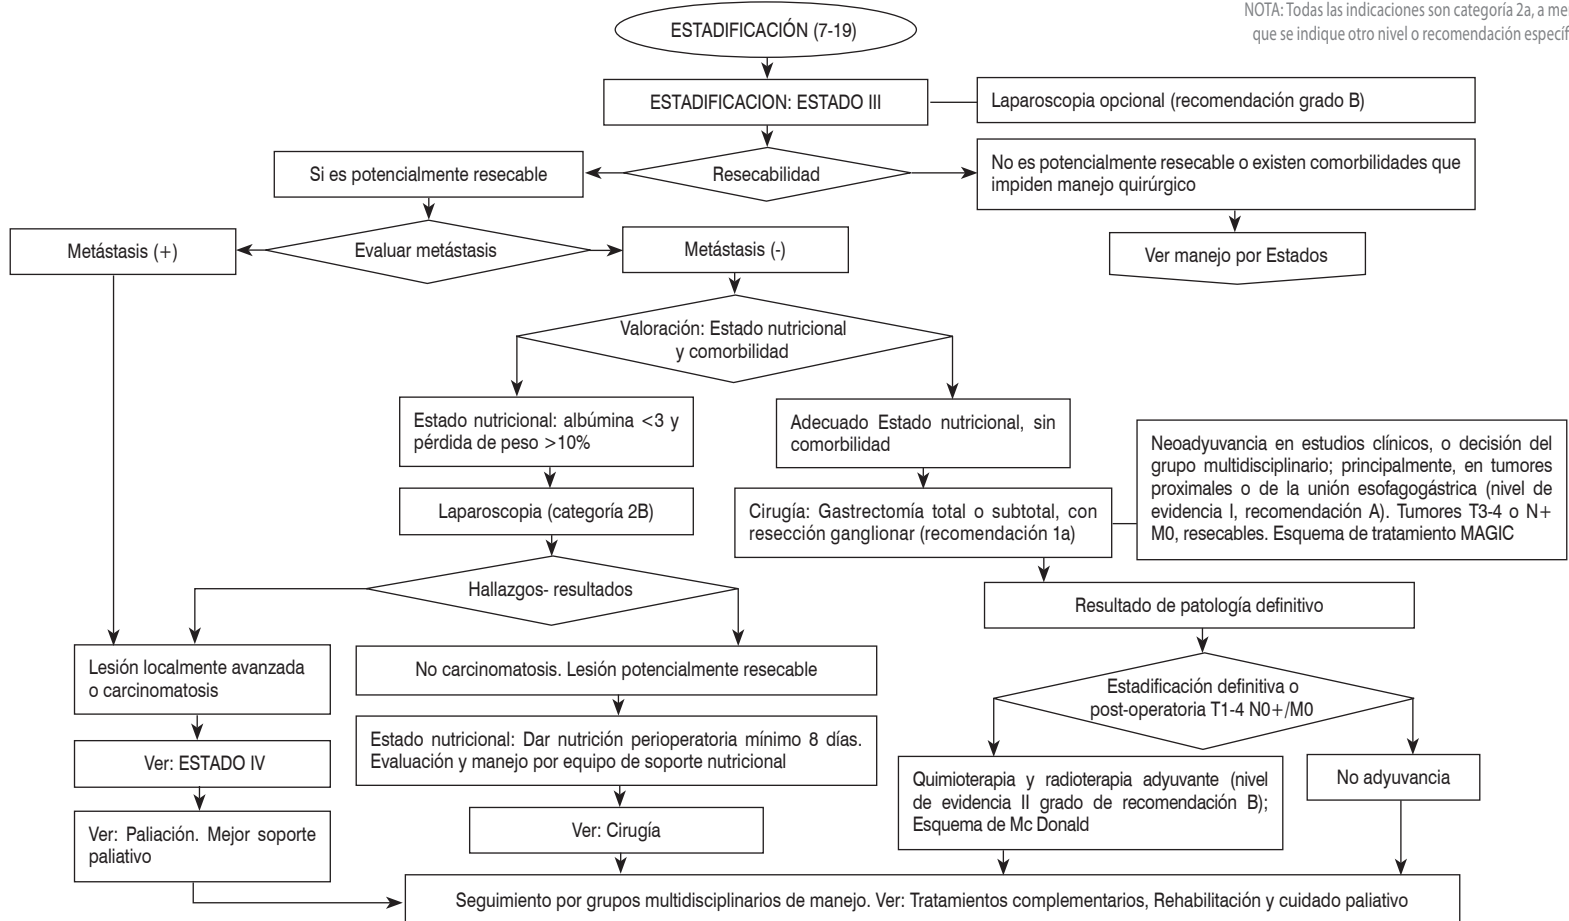 NOTA: Todas las indicaciones son categoría 2a, a
que se indique otro nivel o recomendación
ESTADIFICACIÓN (7-19)
ESTADIFICACION: ESTADO III
Laparoscopia opcional (recomendación grado B)
Resecabilidad
Si es potencialmente resecable
No es potencialmente resecable o existen comorbilidades que
impiden manejo quirúrgico
Metástasis (+)
Evaluar metástasis
Metástasis (-)
Ver manejo por Estados
Valoración: Estado nutricional
y comorbilidad
Estado nutricional: albúmina <3 y
pérdida de peso >10%
Adecuado Estado nutricional, sin
comorbilidad
Neoadyuvancia en estudios clínicos, o decisión del
grupo multidisciplinario; principalmente, en tumores
proximales o de la unión esofagogástrica (nivel de
evidencia I, recomendación A). Tumores T3-4 o N+
M0, resecables. Esquema de tratamiento MAGIC
Laparoscopia (categoría 2B)
Cirugía: Gastrectomía total o subtotal, con
resección ganglionar (recomendación 1a)
Hallazgos- resultados
Resultado de patología definitivo
Lesión localmente avanzada
o carcinomatosis
No carcinomatosis. Lesión potencialmente resecable
Estadificación definitiva o
post-operatoria T1-4 N0+/M0
Ver: ESTADO IV
Estado nutricional: Dar nutrición perioperatoria mínimo 8 días.
Evaluación y manejo por equipo de soporte nutricional
Quimioterapia y radioterapia adyuvante (nivel
de evidencia II grado de recomendación B);
Esquema de Mc Donald
No adyuvancia
Ver: Paliación. Mejor soporte
paliativo
Ver: Cirugía
Seguimiento por grupos multidisciplinarios de manejo. Ver: Tratamientos complementarios, Rehabilitación y cuidado paliativo